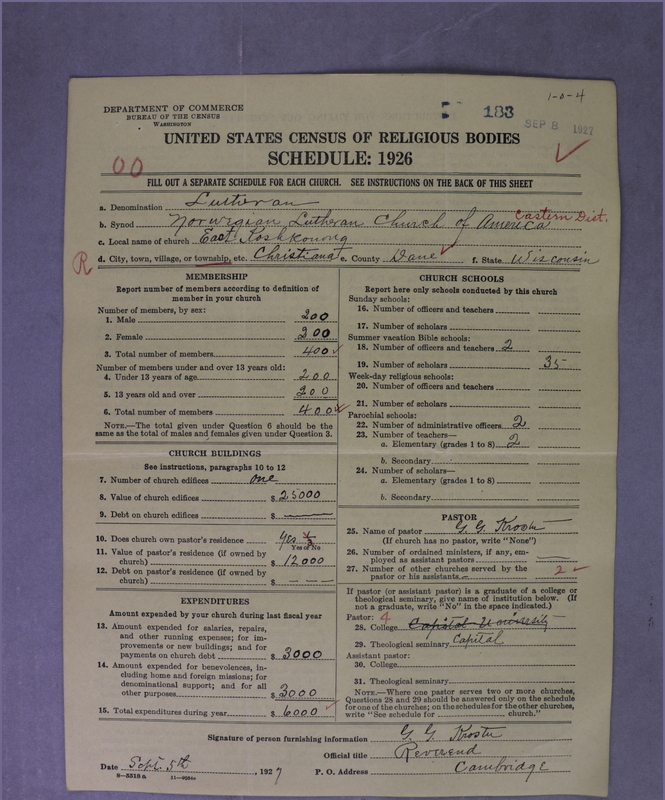 1-0-4
DEPARTMENT OF COMMERCE
BUREAU OF THE CENSUS
WASHINGTON
183
SEP 8 1927
UNITED STATES CENSUS OF RELIGIOUS BODIES
SCHEDULE: 1926
00
FILL OUT A SEPARATE SCHEDULE FOR EACH CHURCH. SEE INSTRUCTIONS ON THE BACK OF THIS SHEET
a. Denomination Lutheran
b. Synod Norwegian Lutheran Church of America Eastern Dist.
c. Local name of church East Koshkonong
R d. City, town, village, or township, etc. Christiana e. County Dane f. State Wisconsin
MEMBERSHIP
Report number of members according to definition of
member in your church
Number of members, by sex:
1. Male 200
2. Female 200
3. Total number of members 400
Number of members under and over 13 years old:
4. Under 13 years of age 200
5. 13 years old and over 200
6. Total number of members 400
NOTE.—The total given under Question 6 should be the
same as the total of males and females given under Question 3.
CHURCH BUILDINGS
See instructions, paragraphs 10 to 12
7. Number of church edifices one
8. Value of church edifices $ 25000
9. Debt on church edifices $ —
10. Does church own pastor's residence yes
Yes or No
11. Value of pastor's residence (if owned by
church) $ 12000
12. Debt on pastor's residence (if owned by
church) $ — — —
EXPENDITURES
Amount expended by your church during last fiscal year
13. Amount expended for salaries, repairs,
and other running expenses; for im-
provements or new buildings; and for
payments on church debt $ 3000
14. Amount expended for benevolences, in-
cluding home and foreign missions; for
denominational support; and for all
other purposes $ 3000
15. Total expenditures during year $ 6000
CHURCH SCHOOLS
Report here only schools conducted by this church
Sunday schools:
16. Number of officers and teachers
17. Number of scholars
Summer vacation Bible schools:
18. Number of officers and teachers 2
19. Number of scholars 35
Week-day religious schools:
20. Number of officers and teachers
21. Number of scholars
Parochial schools:
22. Number of administrative officers 2
23. Number of teachers—
a. Elementary (grades 1 to 8) 2
b. Secondary
24. Number of scholars—
a. Elementary (grades 1 to 8)
b. Secondary
PASTOR
25. Name of pastor G. G. Kroster
(If church has no pastor, write "None")
26. Number of ordained ministers, if any, em-
ployed as assistant pastors —
27. Number of other churches served by the
pastor or his assistants 2
If pastor (or assistant pastor) is a graduate of a college or
theological seminary, give name of institution below. (If
not a graduate, write "No" in the space indicated.)
Pastor: 4
28. College Capital University
29. Theological seminary Capital
Assistant pastor:
30. College
31. Theological seminary
NOTE.—Where one pastor serves two or more churches,
Questions 28 and 29 should be answered only on the schedule
for one of the churches; on the schedules for the other churches,
write "See schedule for church."
Signature of person furnishing information G. G. Kroster
Official title Reverend
Date Sept. 5th, 1927 P. O. Address Cambridge
8-5518a